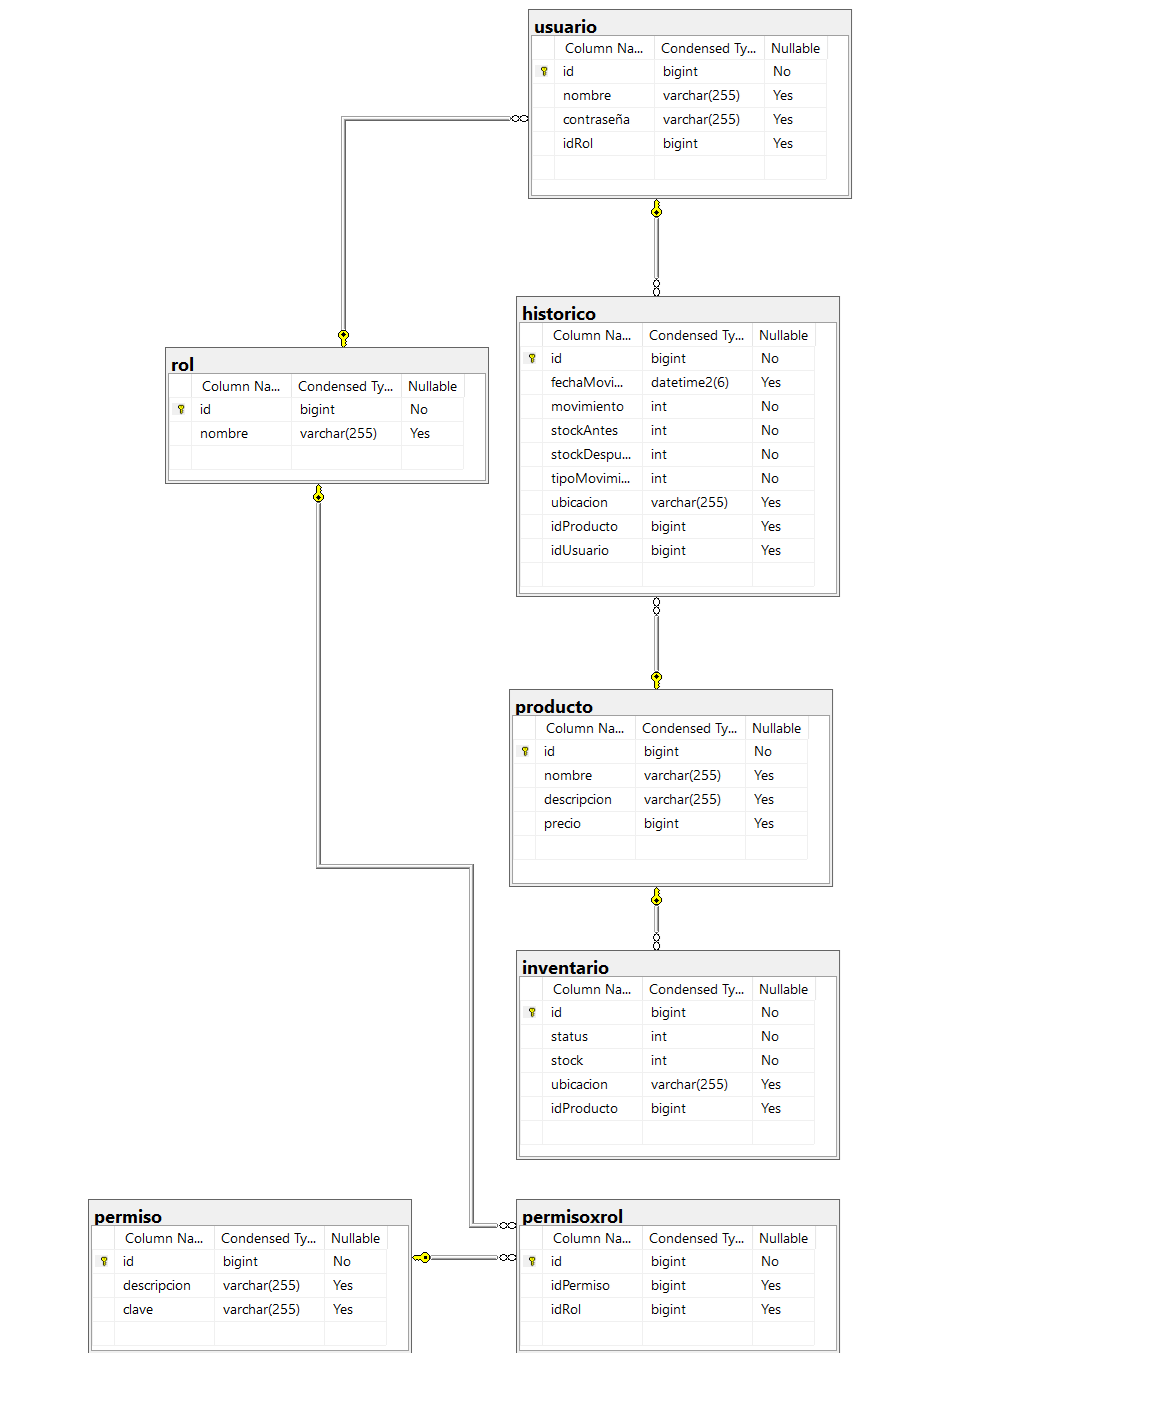 usuario
Column Na... Condensed Ty... Nullable
id bigint No
nombre varchar(255) Yes
contraseña varchar(255) Yes
idRol bigint Yes
historico
Column Na... Condensed Ty... Nullable
id bigint No
fechaMovi... datetime2(6) Yes
movimiento int No
stockAntes int No
stockDespu... int No
tipoMovimi... int No
ubicacion varchar(255) Yes
idProducto bigint Yes
idUsuario bigint Yes
rol
Column Na... Condensed Ty... Nullable
id bigint No
nombre varchar(255) Yes
producto
Column Na... Condensed Ty... Nullable
id bigint No
nombre varchar(255) Yes
descripcion varchar(255) Yes
precio bigint Yes
inventario
Column Na... Condensed Ty... Nullable
id bigint No
status int No
stock int No
ubicacion varchar(255) Yes
idProducto bigint Yes
permiso
Column Na... Condensed Ty... Nullable
id bigint No
descripcion varchar(255) Yes
clave varchar(255) Yes
permisoxrol
Column Na... Condensed Ty... Nullable
id bigint No
idPermiso bigint Yes
idRol bigint Yes